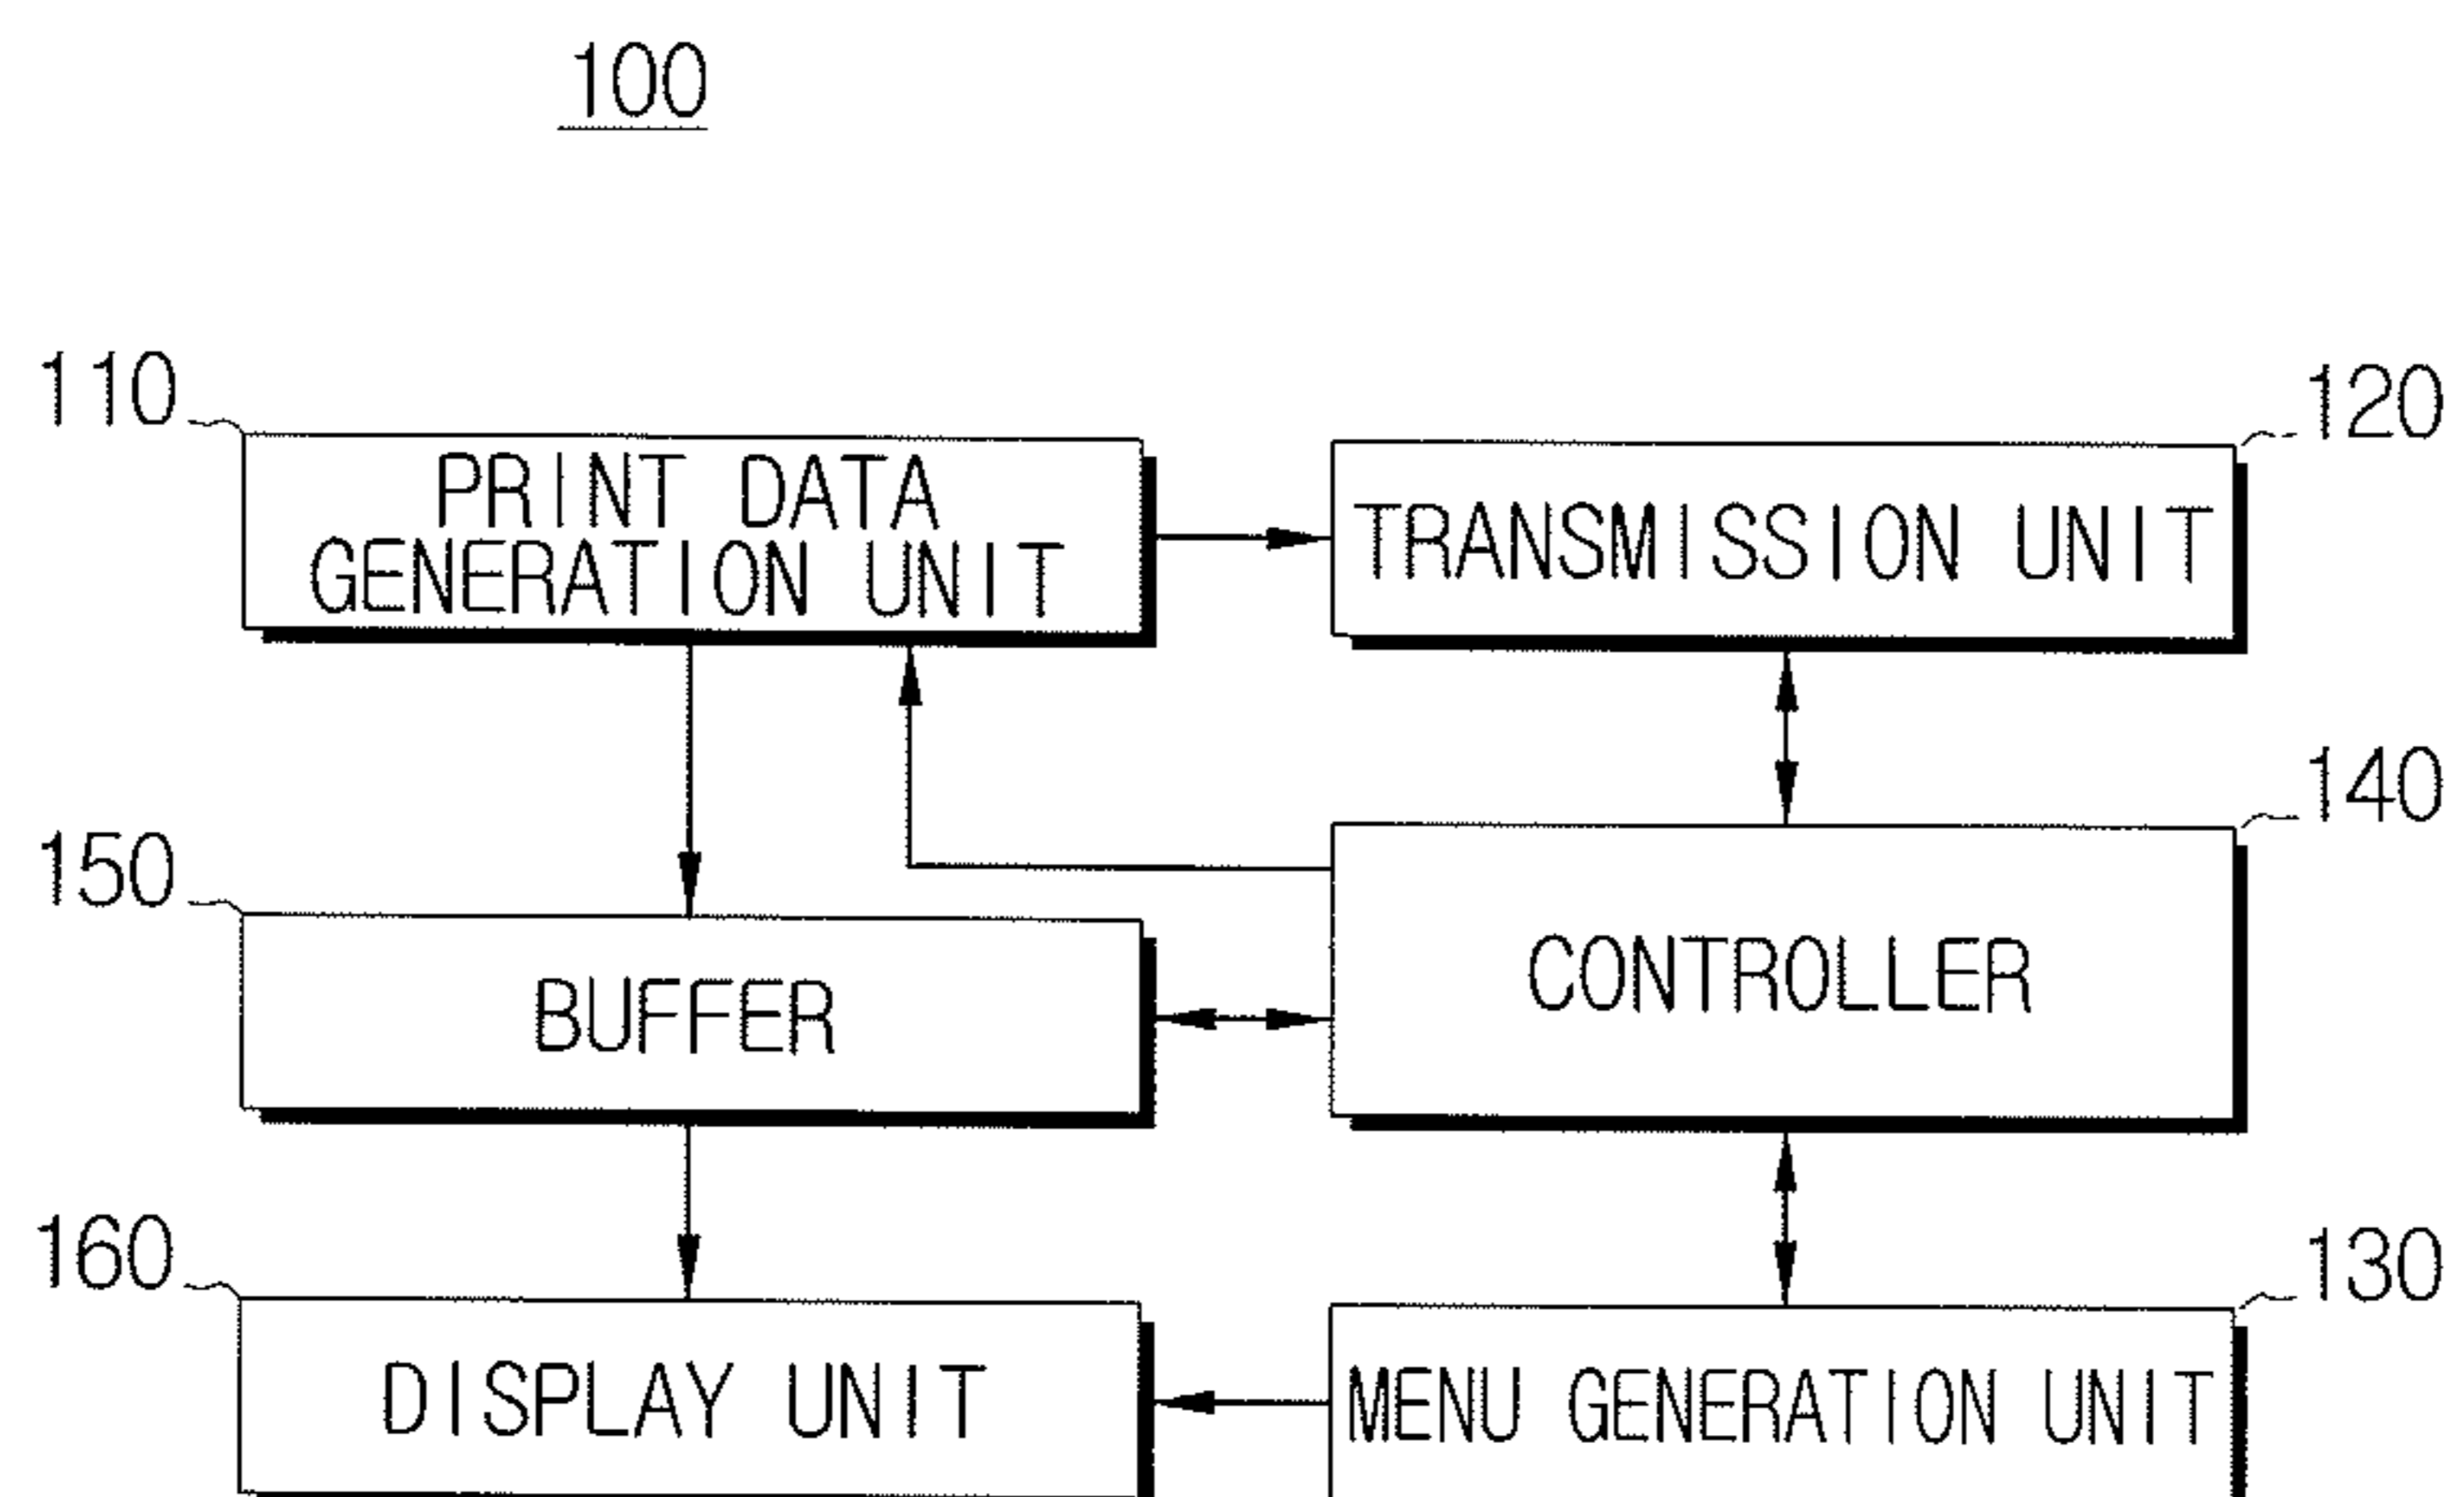 100
110
PRINT DATA
GENERATION UNIT
120
TRANSMISSION UNIT
140
CONTROLLER
150
BUFFER
160
DISPLAY UNIT
130
MENU GENERATION UNIT